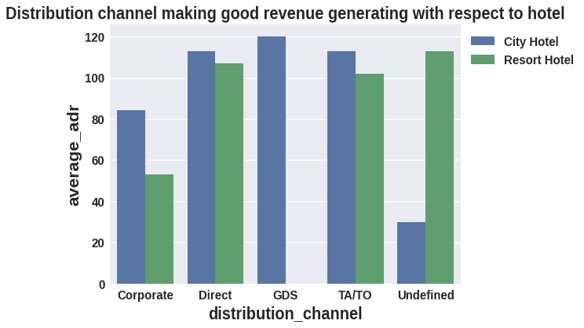 Distribution channel making good revenue generating with respect to hotel
City Hotel
Resort Hotel
average_adr
120
100
80
60
40
20
0
Corporate Direct GDS TA/TO Undefined
distribution_channel